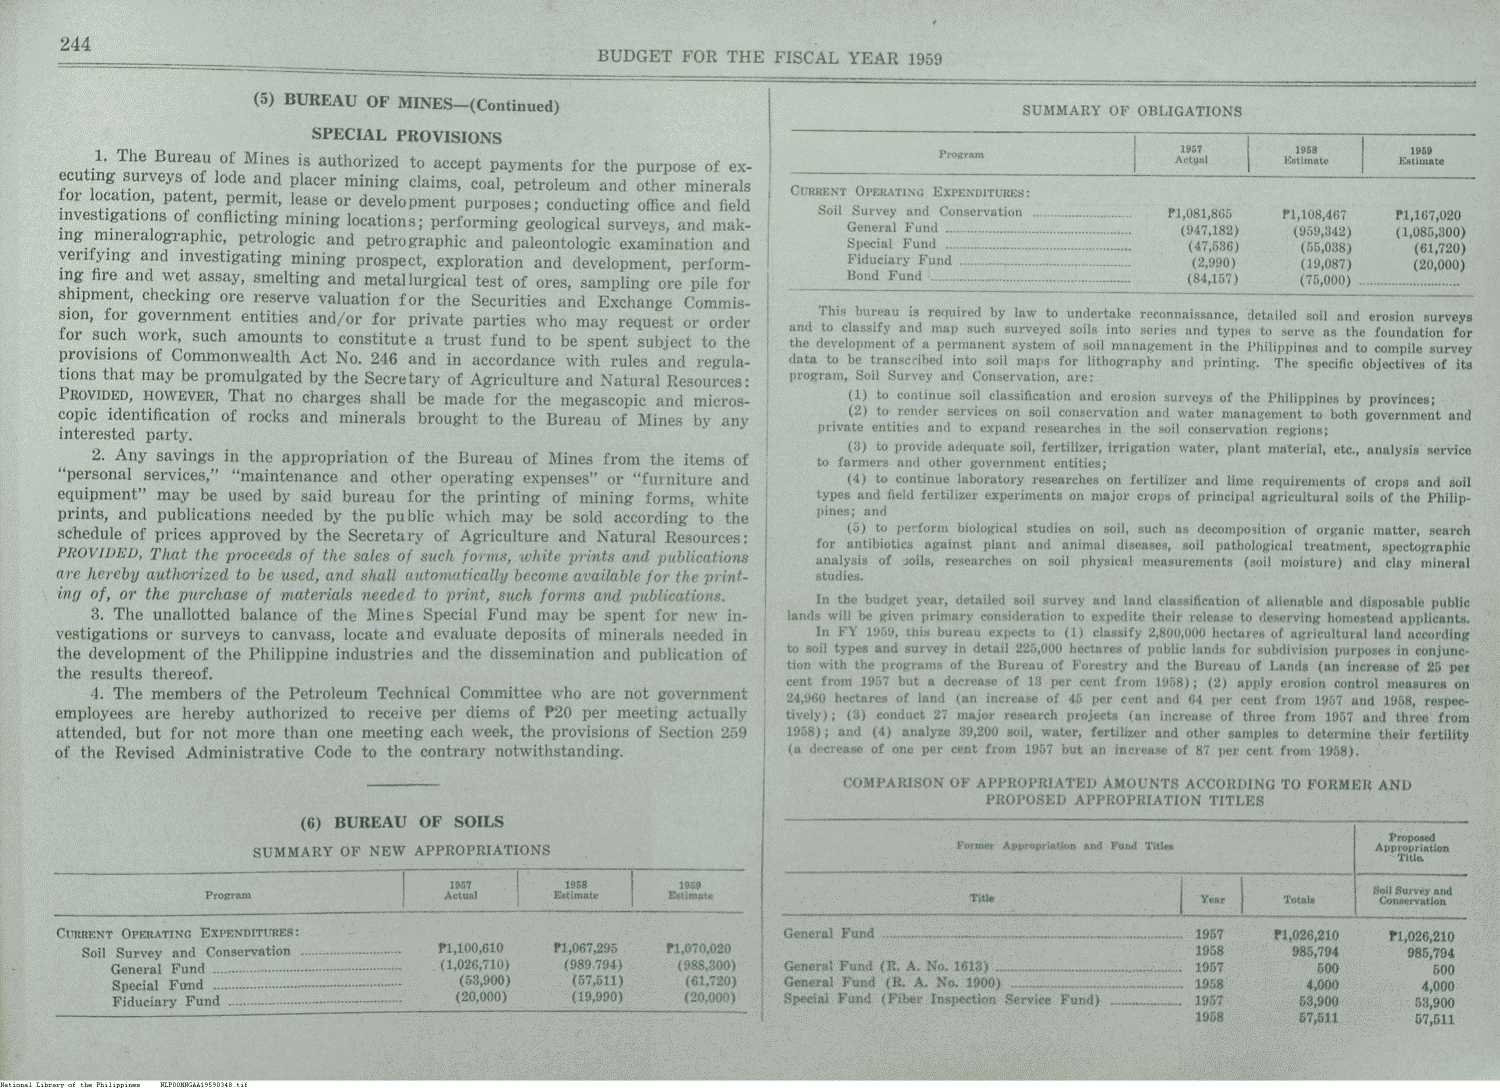 244
BUDGET FOR THE FISCAL YEAR 1959
(5) BUREAU OF MINES—(Continued)
SPECIAL PROVISIONS
1. The Bureau of Mines is authorized to accept payments for the purpose of ex-
ecuting surveys of lode and placer mining claims, coal, petroleum and other minerals
for location, patent, permit, lease or development purposes; conducting office and field
investigations of conflicting mining locations; performing geological surveys, and mak-
ing mineralographic, petrologic and petrographic and paleontologic examination and
verifying and investigating mining prospect, exploration and development, perform-
ing fire and wet assay, smelting and metallurgical test of ores, sampling ore pile for
shipment, checking ore reserve valuation for the Securities and Exchange Commis-
sion, for government entities and/or for private parties who may request or order
for such work, such amounts to constitute a trust fund to be spent subject to the
provisions of Commonwealth Act No. 246 and in accordance with rules and regula-
tions that may be promulgated by the Secretary of Agriculture and Natural Resources:
PROVIDED, HOWEVER, That no charges shall be made for the megascopic and micros-
copic identification of rocks and minerals brought to the Bureau of Mines by any
interested party.
2. Any savings in the appropriation of the Bureau of Mines from the items of
“personal services,” “maintenance and other operating expenses” or “furniture and
equipment” may be used by said bureau for the printing of mining forms, white
prints, and publications needed by the public which may be sold according to the
schedule of prices approved by the Secretary of Agriculture and Natural Resources:
PROVIDED, That the proceeds of the sales of such forms, white prints and publications
are hereby authorized to be used, and shall automatically become available for the print-
ing of, or the purchase of materials needed to print, such forms and publications.
3. The unallotted balance of the Mines Special Fund may be spent for new in-
vestigations or surveys to canvass, locate and evaluate deposits of minerals needed in
the development of the Philippine industries and the dissemination and publication of
the results thereof.
4. The members of the Petroleum Technical Committee who are not government
employees are hereby authorized to receive per diems of ₱20 per meeting actually
attended, but for not more than one meeting each week, the provisions of Section 259
of the Revised Administrative Code to the contrary notwithstanding.
(6) BUREAU OF SOILS
SUMMARY OF NEW APPROPRIATIONS
Program 1957 Actual 1958 Estimate 1959 Estimate
CURRENT OPERATING EXPENDITURES:
Soil Survey and Conservation ₱1,100,610 ₱1,067,295 ₱1,070,020
General Fund (1,026,710) (989.794) (988,300)
Special Fund (53,900) (57,511) (61,720)
Fiduciary Fund (20,000) (19,990) (20,000)
SUMMARY OF OBLIGATIONS
Program 1957 Actual 1958 Estimate 1959 Estimate
CURRENT OPERATING EXPENDITURES:
Soil Survey and Conservation ₱1,081,865 ₱1,108,467 ₱1,167,020
General Fund (947,182) (959,342) (1,085,300)
Special Fund (47,536) (55,038) (61,720)
Fiduciary Fund (2,990) (19,087) (20,000)
Bond Fund (84,157) (75,000)
This bureau is required by law to undertake reconnaissance, detailed soil and erosion surveys
and to classify and map such surveyed soils into series and types to serve as the foundation for
the development of a permanent system of soil management in the Philippines and to compile survey
data to be transcribed into soil maps for lithography and printing. The specific objectives of its
program, Soil Survey and Conservation, are:
(1) to continue soil classification and erosion surveys of the Philippines by provinces;
(2) to render services on soil conservation and water management to both government and
private entities and to expand researches in the soil conservation regions;
(3) to provide adequate soil, fertilizer, irrigation water, plant material, etc., analysis service
to farmers and other government entities;
(4) to continue laboratory researches on fertilizer and lime requirements of crops and soil
types and field fertilizer experiments on major crops of principal agricultural soils of the Philip-
pines; and
(5) to perform biological studies on soil, such as decomposition of organic matter, search
for antibiotics against plant and animal diseases, soil pathological treatment, spectographic
analysis of soils, researches on soil physical measurements (soil moisture) and clay mineral
studies.
In the budget year, detailed soil survey and land classification of alienable and disposable public
lands will be given primary consideration to expedite their release to deserving homestead applicants.
In FY 1959, this bureau expects to (1) classify 2,800,000 hectares of agricultural land according
to soil types and survey in detail 225,000 hectares of public lands for subdivision purposes in conjunc-
tion with the programs of the Bureau of Forestry and the Bureau of Lands (an increase of 25 per
cent from 1957 but a decrease of 13 per cent from 1958); (2) apply erosion control measures on
24,960 hectares of land (an increase of 45 per cent and 64 per cent from 1957 and 1958, respec-
tively); (3) conduct 27 major research projects (an increase of three from 1957 and three from
1958); and (4) analyze 39,200 soil, water, fertilizer and other samples to determine their fertility
(a decrease of one per cent from 1957 but an increase of 87 per cent from 1958).
COMPARISON OF APPROPRIATED AMOUNTS ACCORDING TO FORMER AND
PROPOSED APPROPRIATION TITLES
Former Appropriation and Fund Titles Proposed Appropriation Title
Title Year Totals Soil Survey and Conservation
General Fund 1957 ₱1,026,210 ₱1,026,210
1958 985,794 985,794
General Fund (R. A. No. 1613) 1957 500 500
General Fund (R. A. No. 1900) 1958 4,000 4,000
Special Fund (Fiber Inspection Service Fund) 1957 53,900 53,900
1958 57,511 57,511
National Library of the Philippines NLPOONNGAA19590348.tif